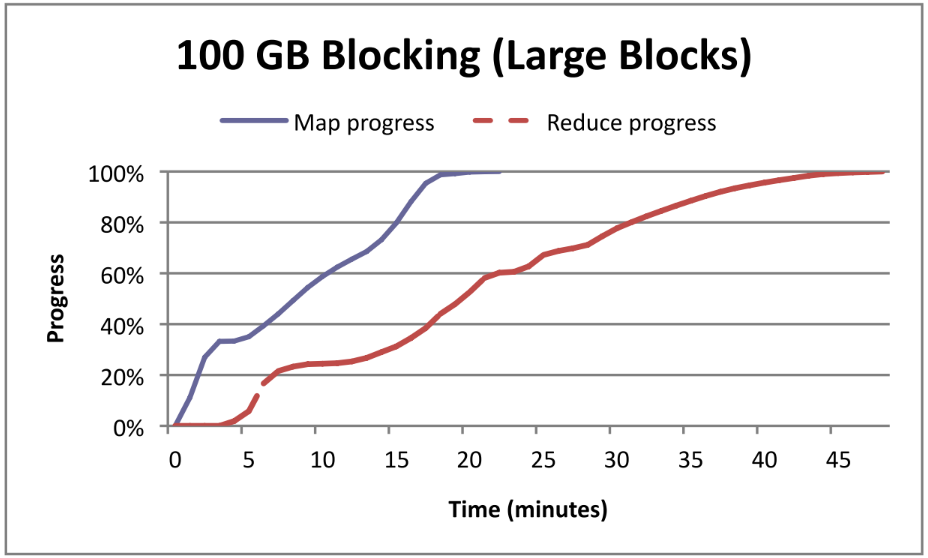 100 GB Blocking (Large Blocks)
Map progress Reduce progress
100%
80%
60%
40%
20%
0%
Progress
0 5 10 15 20 25 30 35 40 45
Time (minutes)